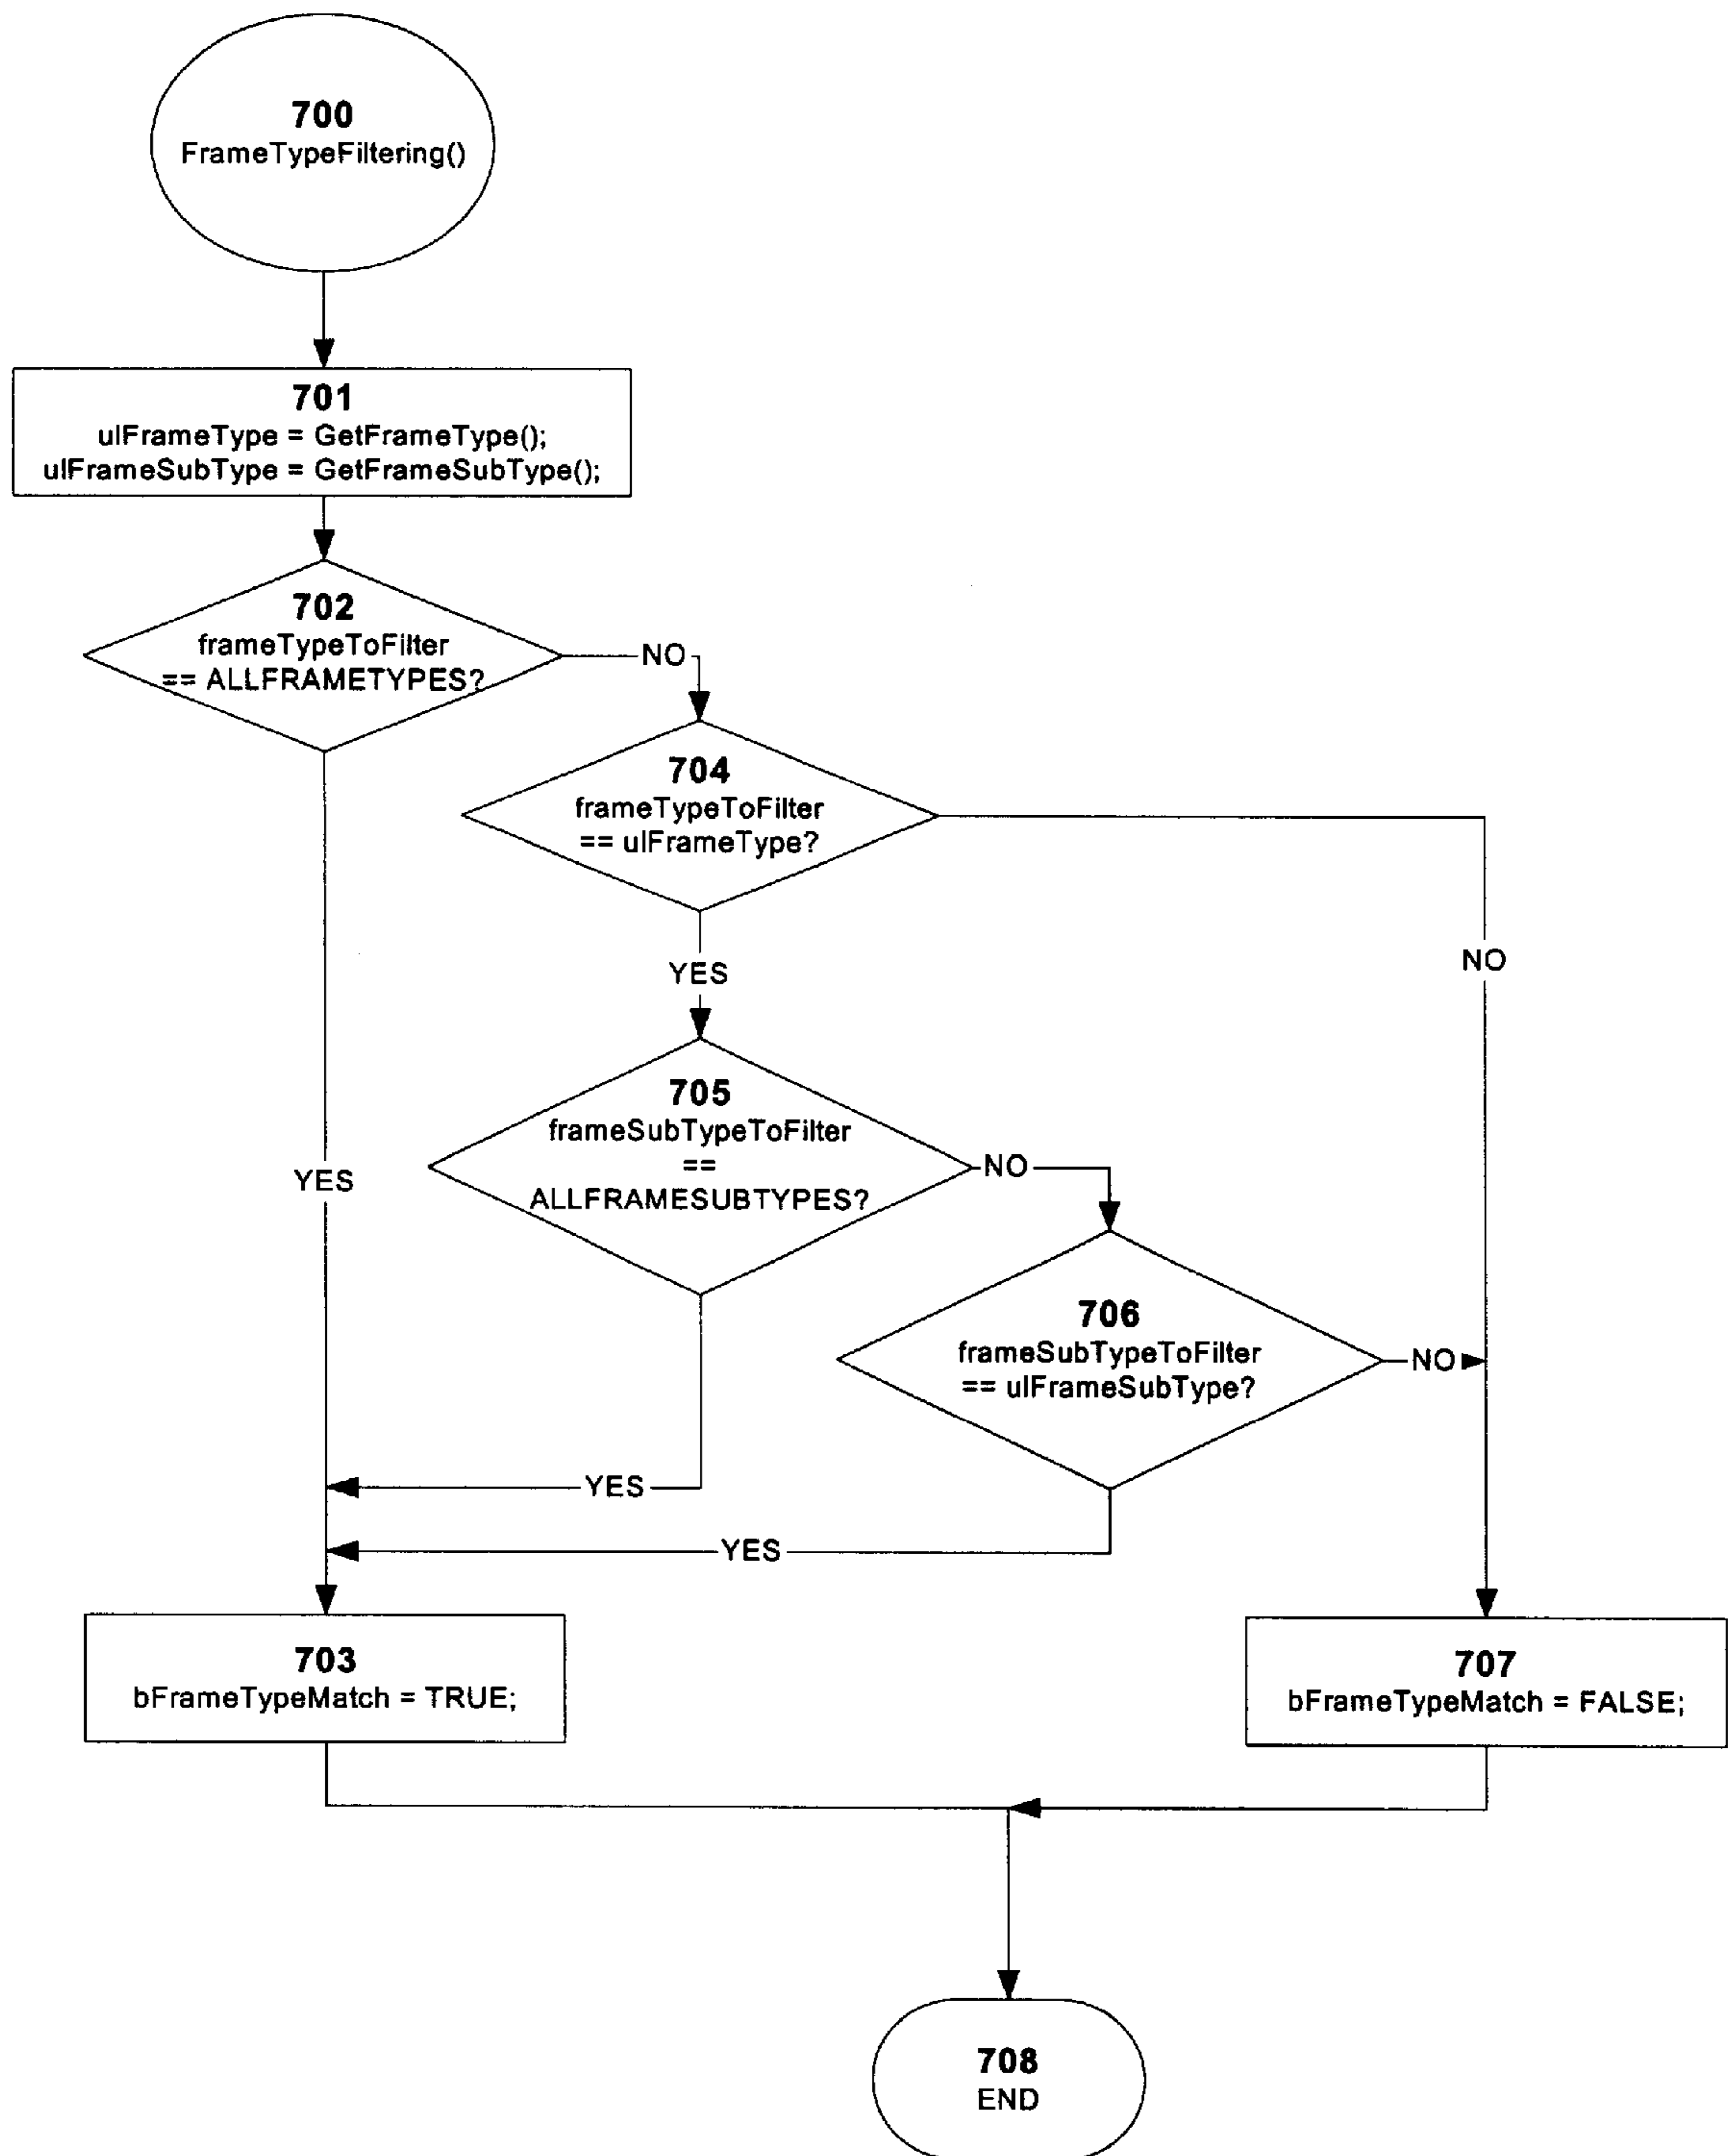 700
FrameTypeFiltering()
701
ulFrameType = GetFrameType();
ulFrameSubType = GetFrameSubType();
702
frameTypeToFilter
== ALLFRAMETYPES?
NO
704
frameTypeToFilter
== ulFrameType?
NO
YES
705
frameSubTypeToFilter
==
ALLFRAMESUBTYPES?
NO
YES
706
frameSubTypeToFilter
== ulFrameSubType?
NO
YES
YES
703
bFrameTypeMatch = TRUE;
707
bFrameTypeMatch = FALSE;
708
END